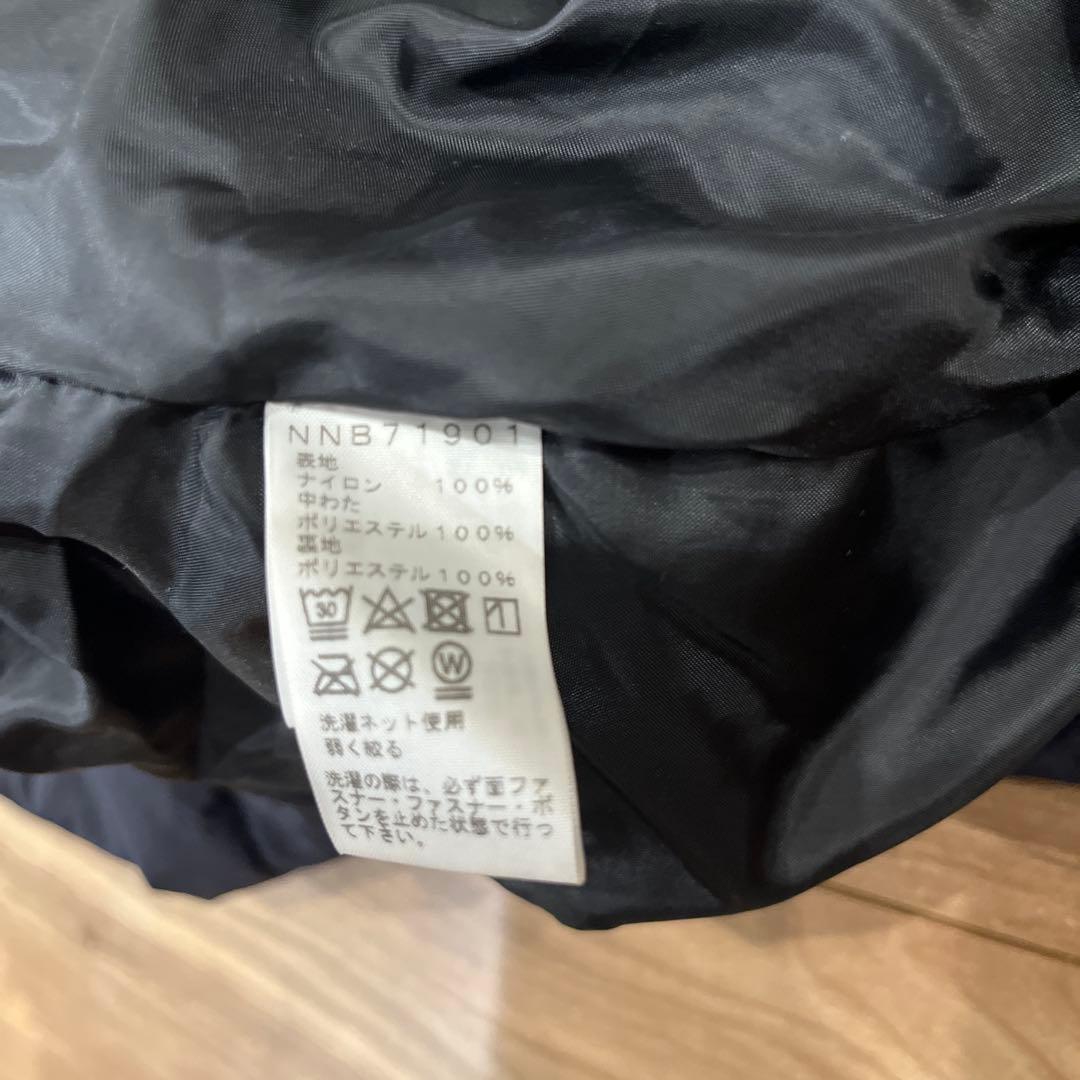 NNB71901
表地
ナイロン 100%
中わた
ポリエステル100%
裏地
ポリエステル100%
30
1
W
洗濯ネット使用
弱く絞る
洗濯の際は、必ず面ファ
スナー・ファスナー・ボ
タンを止めた状態で行っ
て下さい。